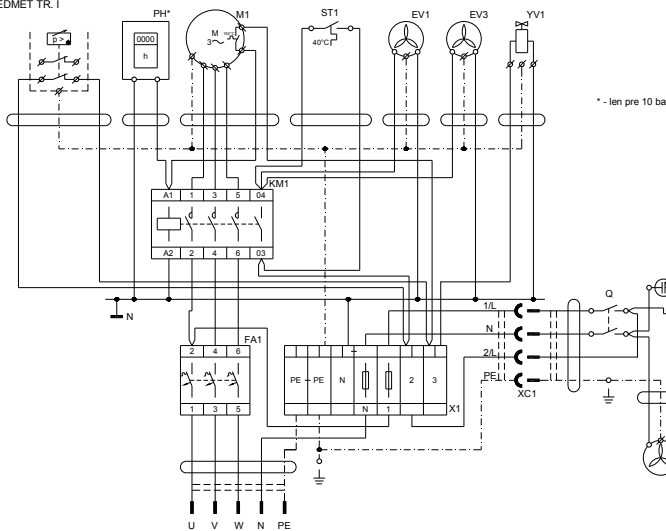 EDMET TR. I
PH*
M1
ST1
EV1
EV3
YV1
p >
0000
h
M
3~
40°C
* - len pre 10 ba
KM1
A1 1 3 5 04
A2 2 4 6 03
N
Q
1/L
N
2/L
PE
XC1
FA1
2 4 6
1 3 5
PE PE N 2 3
N 1
X1
U V W N PE